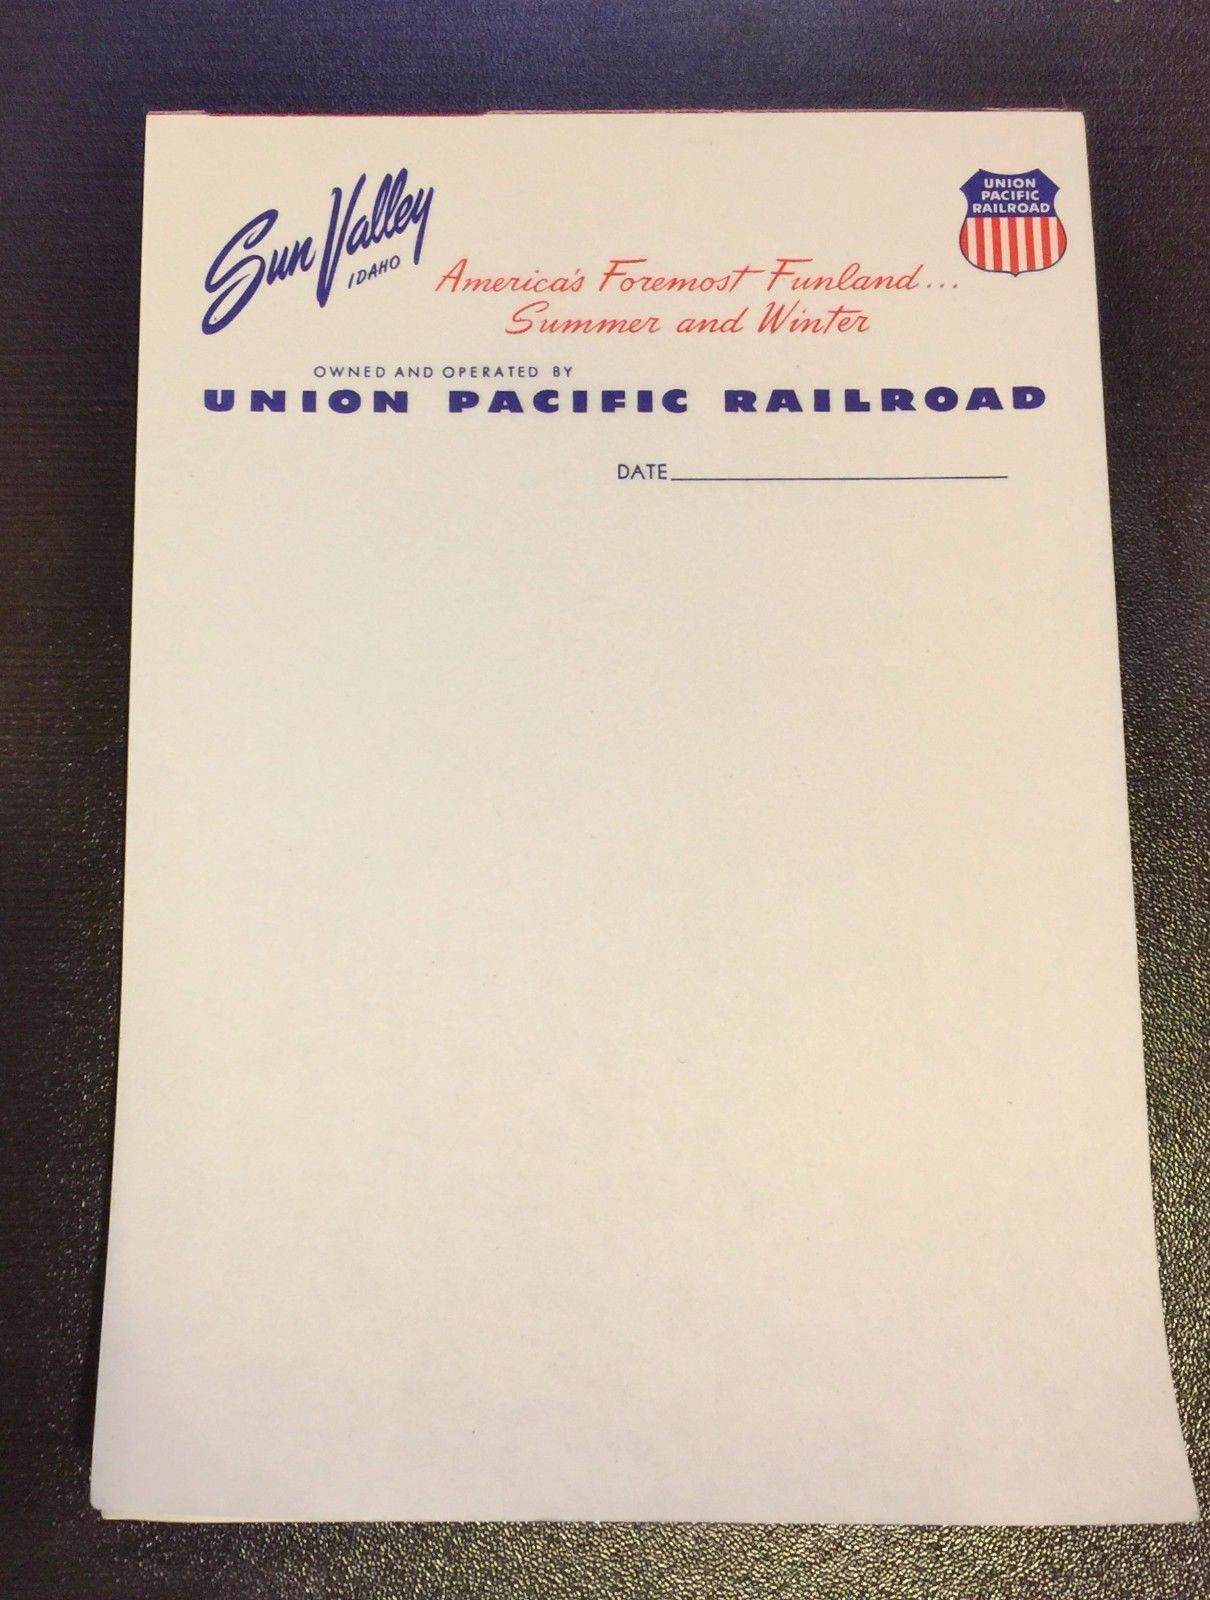 Sun Valley
IDAHO
UNION
PACIFIC
RAILROAD
America's Foremost Funland...
Summer and Winter
OWNED AND OPERATED BY
UNION PACIFIC RAILROAD
DATE